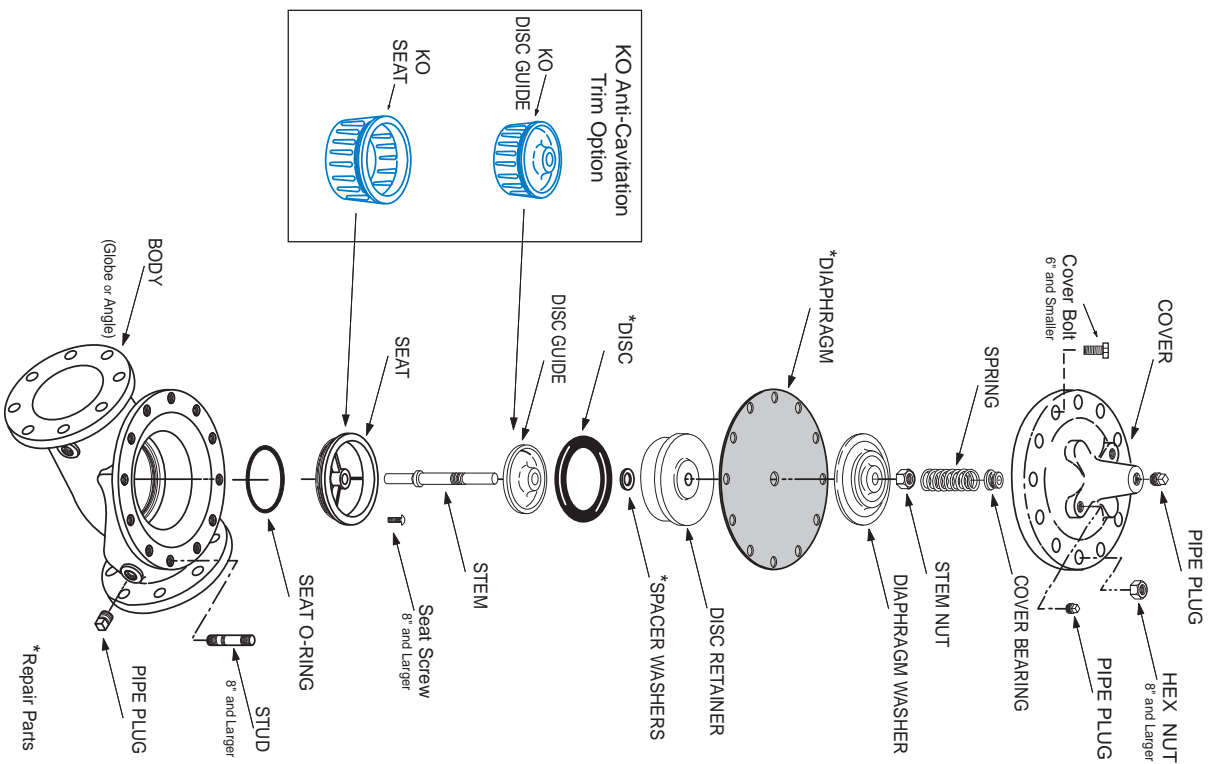 KO Anti-Cavitation
Trim Option
KO
DISC GUIDE
KO
SEAT
PIPE PLUG
COVER
Cover Bolt
6" and Smaller
HEX NUT
8" and Larger
PIPE PLUG
COVER BEARING
SPRING
STEM NUT
DIAPHRAGM WASHER
*DIAPHRAGM
DISC RETAINER
*SPACER WASHERS
*DISC
DISC GUIDE
STEM
Seat Screw
8" and Larger
SEAT
SEAT O-RING
STUD
8" and Larger
BODY
(Globe or Angle)
PIPE PLUG
*Repair Parts